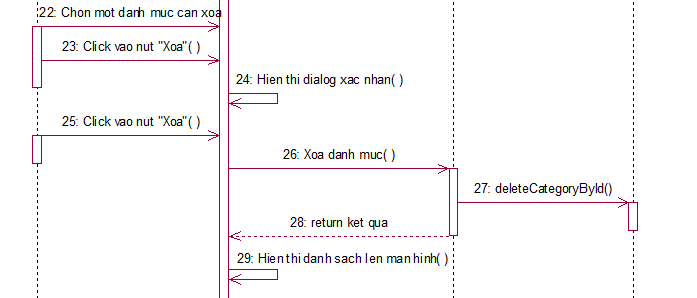 22: Chon mot danh muc can xoa
23: Click vao nut "Xoa"( )
24: Hien thi dialog xac nhan( )
25: Click vao nut "Xoa"( )
26: Xoa danh muc( )
27: deleteCategoryById()
28: return ket qua
29: Hien thi danh sach len man hinh( )